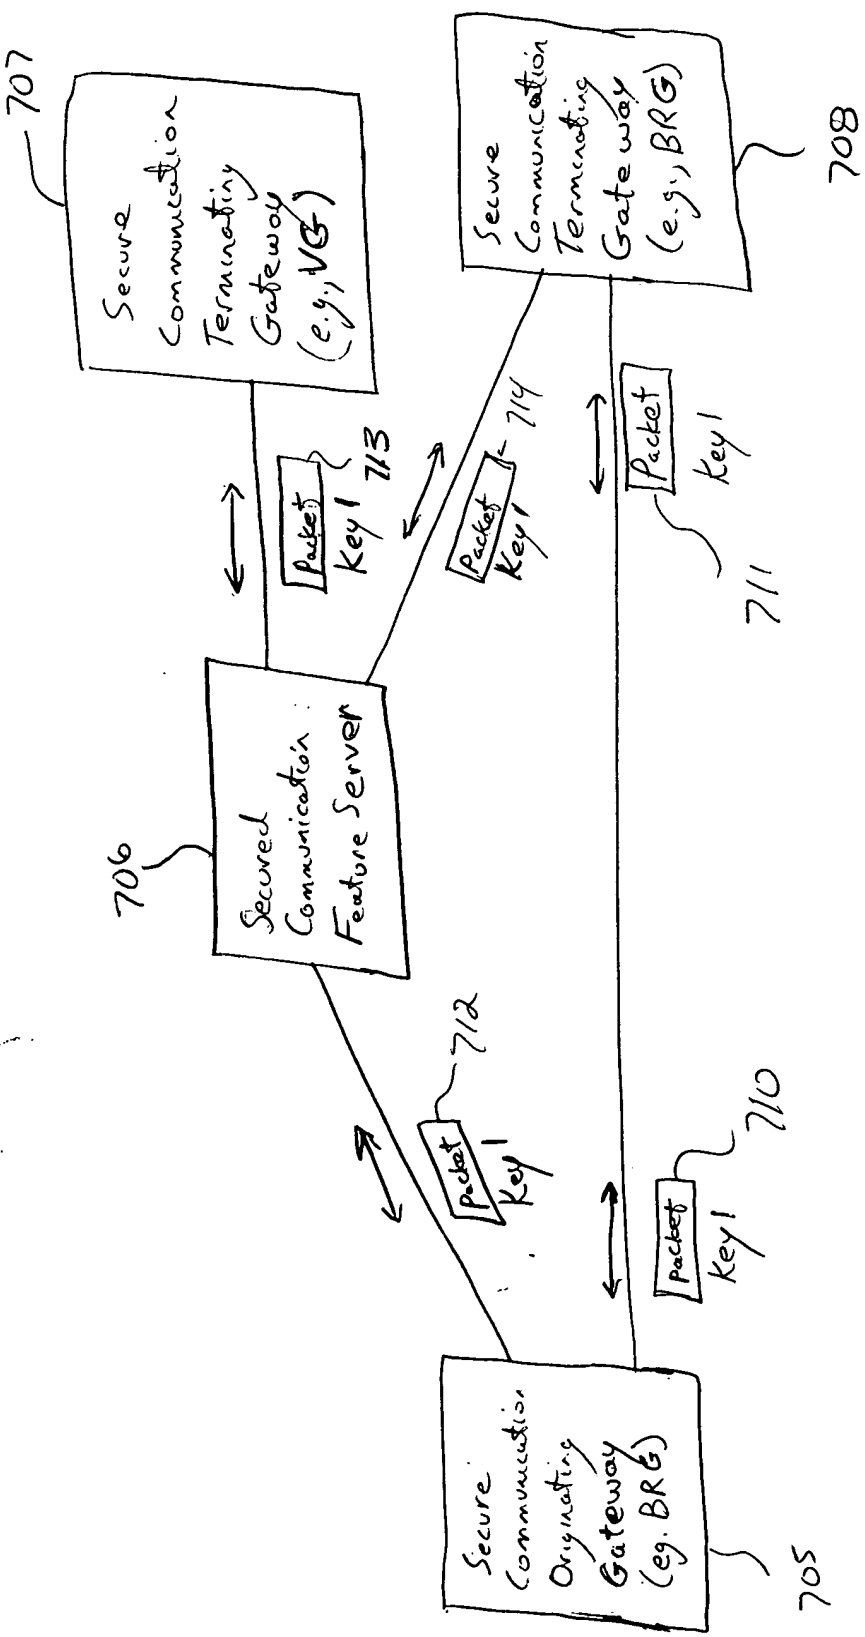 707
Secure
Communication
Terminating
Gateway
(e.g., VG)
706
Secured
Communication
Feature Server
Packet
Key 1
713
Packet
Key 1
714
Packet
Key 1
712
Secure
Communication
Originating
Gateway
(eg. BRG)
705
Packet
Key 1
710
Packet
Key 1
711
Secure
Communication
Terminating
Gateway
(e.g., BRG)
708